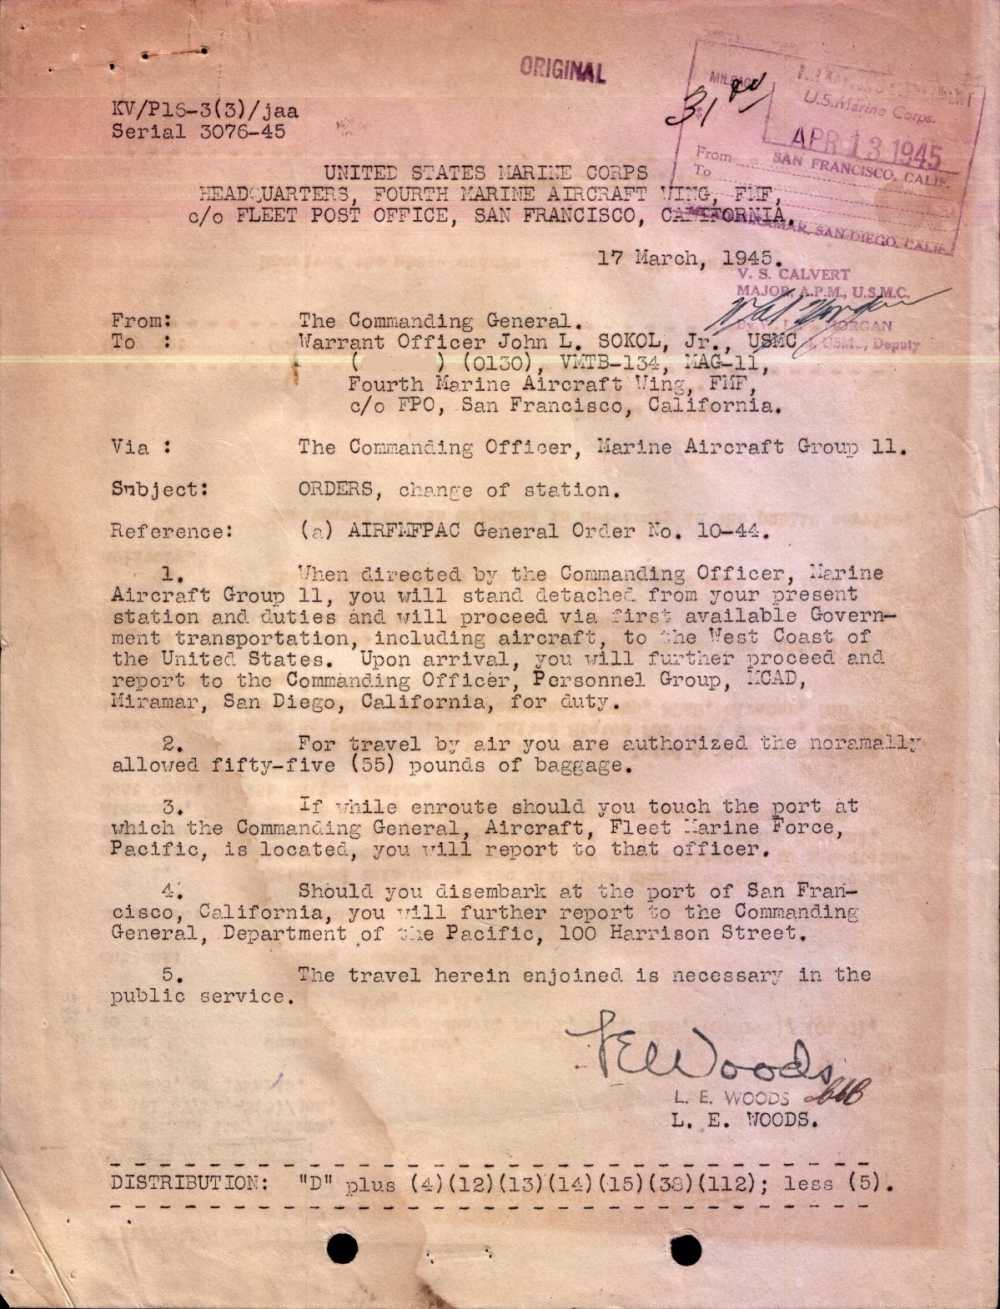 ORIGINAL
KV/P16-3(3)/jaa
Serial 3076-45
MILEAGE
31
U.S. Marine Corps.
APR 13 1945
From SAN FRANCISCO, CALIF.
To
MIRAMAR, SAN DIEGO, CALIF.
UNITED STATES MARINE CORPS
HEADQUARTERS, FOURTH MARINE AIRCRAFT WING, FMF,
c/o FLEET POST OFFICE, SAN FRANCISCO, CALIFORNIA.
17 March, 1945.
V. S. CALVERT
MAJOR, A.P.M., U.S.M.C.
MORGAN
Deputy
From: The Commanding General.
To : Warrant Officer John L. SOKOL, Jr., USMC
( ) (0130), VMTB-134, MAG-11,
Fourth Marine Aircraft Wing, FMF,
c/o FPO, San Francisco, California.
Via : The Commanding Officer, Marine Aircraft Group 11.
Subject: ORDERS, change of station.
Reference: (a) AIRFMFPAC General Order No. 10-44.
1. When directed by the Commanding Officer, Marine
Aircraft Group 11, you will stand detached from your present
station and duties and will proceed via first available Govern-
ment transportation, including aircraft, to the West Coast of
the United States. Upon arrival, you will further proceed and
report to the Commanding Officer, Personnel Group, MCAD,
Miramar, San Diego, California, for duty.
2. For travel by air you are authorized the noramally
allowed fifty-five (55) pounds of baggage.
3. If while enroute should you touch the port at
which the Commanding General, Aircraft, Fleet Marine Force,
Pacific, is located, you will report to that officer.
4. Should you disembark at the port of San Fran-
cisco, California, you will further report to the Commanding
General, Department of the Pacific, 100 Harrison Street.
5. The travel herein enjoined is necessary in the
public service.
LEWoods
L. E. WOODS
L. E. WOODS.
DISTRIBUTION: "D" plus (4)(12)(13)(14)(15)(38)(112); less (5).